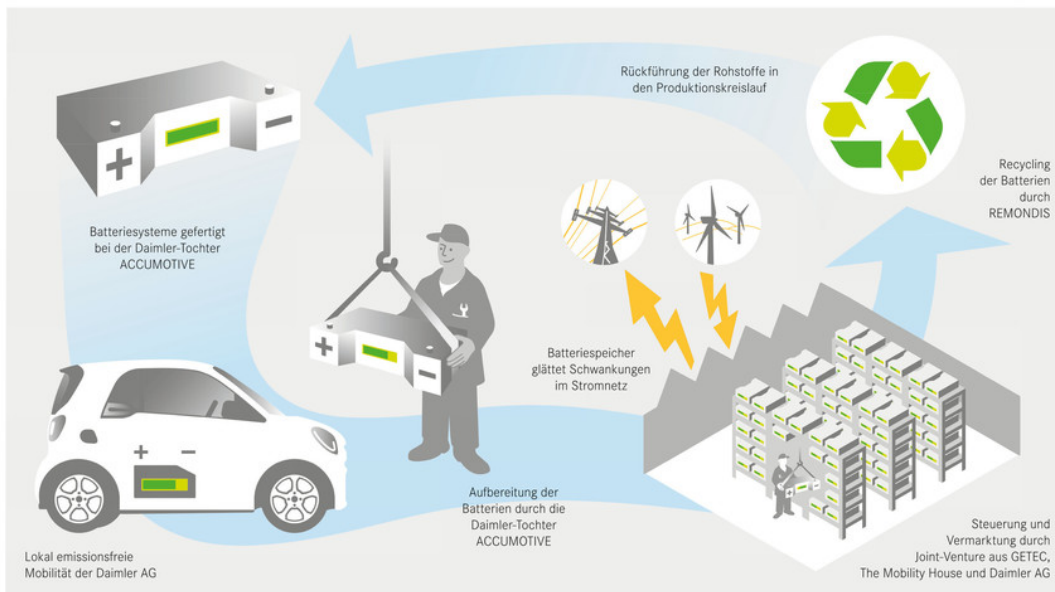 Rückführung der Rohstoffe in
den Produktionskreislauf
Recycling
der Batterien
durch
REMONDIS
Batteriesysteme gefertigt
bei der Daimler-Tochter
ACCUMOTIVE
Batteriespeicher
glättet Schwankungen
im Stromnetz
Aufbereitung der
Batterien durch die
Daimler-Tochter
ACCUMOTIVE
Lokal emissionsfreie
Mobilität der Daimler AG
Steuerung und
Vermarktung durch
Joint-Venture aus GETEC,
The Mobility House und Daimler AG